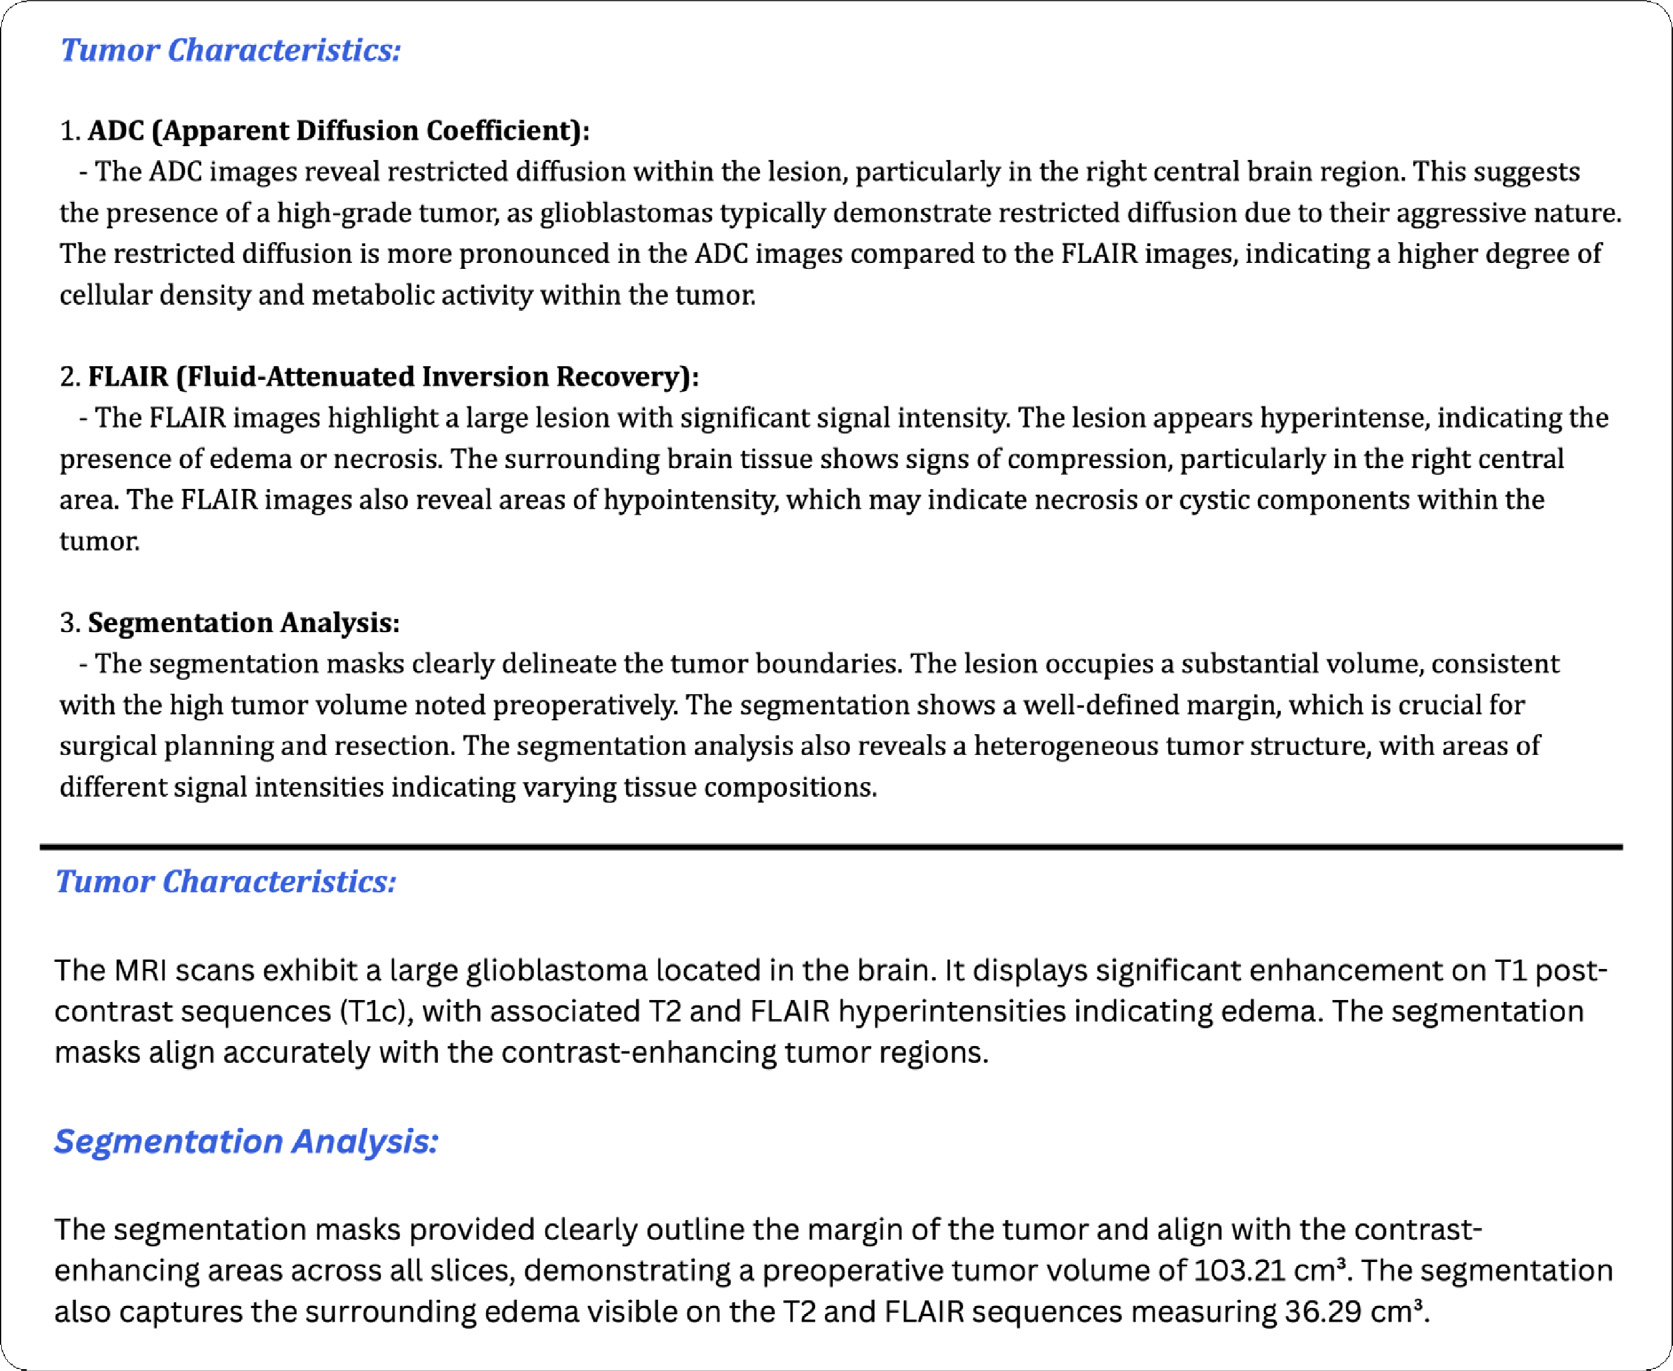 Tumor Characteristics:
1. ADC (Apparent Diffusion Coefficient):
- The ADC images reveal restricted diffusion within the lesion, particularly in the right central brain region. This suggests
the presence of a high-grade tumor, as glioblastomas typically demonstrate restricted diffusion due to their aggressive nature.
The restricted diffusion is more pronounced in the ADC images compared to the FLAIR images, indicating a higher degree of
cellular density and metabolic activity within the tumor.
2. FLAIR (Fluid-Attenuated Inversion Recovery):
- The FLAIR images highlight a large lesion with significant signal intensity. The lesion appears hyperintense, indicating the
presence of edema or necrosis. The surrounding brain tissue shows signs of compression, particularly in the right central
area. The FLAIR images also reveal areas of hypointensity, which may indicate necrosis or cystic components within the
tumor.
3. Segmentation Analysis:
- The segmentation masks clearly delineate the tumor boundaries. The lesion occupies a substantial volume, consistent
with the high tumor volume noted preoperatively. The segmentation shows a well-defined margin, which is crucial for
surgical planning and resection. The segmentation analysis also reveals a heterogeneous tumor structure, with areas of
different signal intensities indicating varying tissue compositions.
Tumor Characteristics:
The MRI scans exhibit a large glioblastoma located in the brain. It displays significant enhancement on T1 post-
contrast sequences (T1c), with associated T2 and FLAIR hyperintensities indicating edema. The segmentation
masks align accurately with the contrast-enhancing tumor regions.
Segmentation Analysis:
The segmentation masks provided clearly outline the margin of the tumor and align with the contrast-
enhancing areas across all slices, demonstrating a preoperative tumor volume of 103.21 cm³. The segmentation
also captures the surrounding edema visible on the T2 and FLAIR sequences measuring 36.29 cm³.